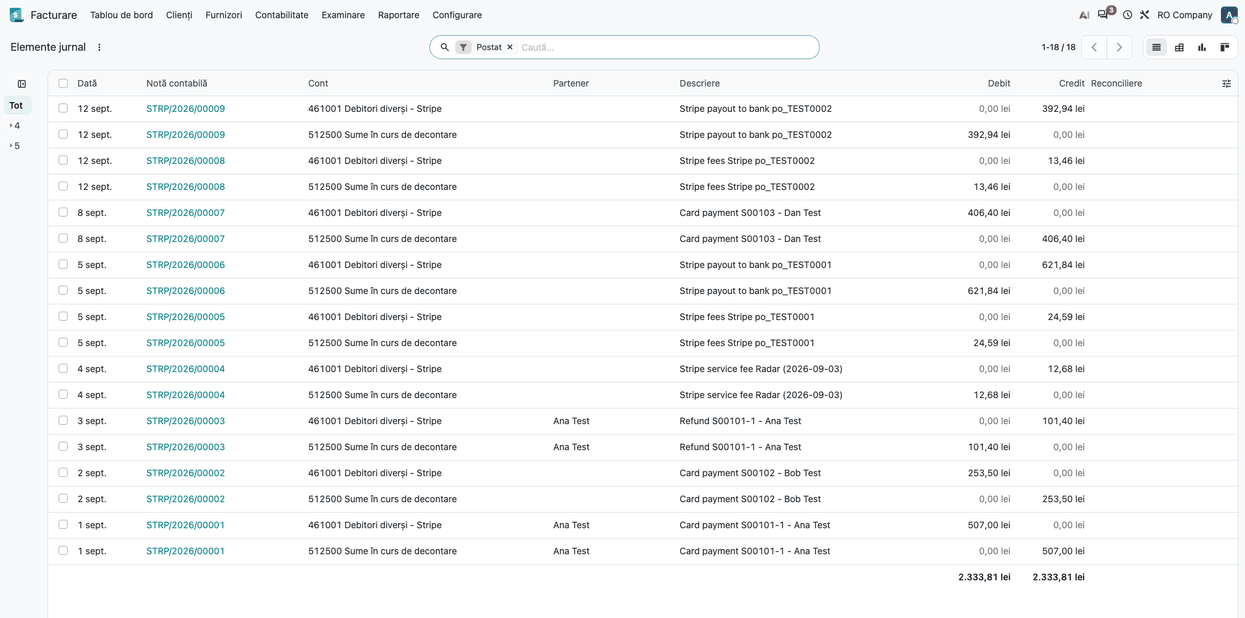 Facturare Tablou de bord Clienți Furnizori Contabilitate Examinare Raportare Configurare AI 3 RO Company A
Elemente jurnal Postat × Caută... 1-18 / 18
Dată Notă contabilă Cont Partener Descriere Debit Credit Reconciliere
Tot
4
5
12 sept. STRP/2026/00009 461001 Debitori diverși - Stripe Stripe payout to bank po_TEST0002 0,00 lei 392,94 lei
12 sept. STRP/2026/00009 512500 Sume în curs de decontare Stripe payout to bank po_TEST0002 392,94 lei 0,00 lei
12 sept. STRP/2026/00008 461001 Debitori diverși - Stripe Stripe fees Stripe po_TEST0002 0,00 lei 13,46 lei
12 sept. STRP/2026/00008 512500 Sume în curs de decontare Stripe fees Stripe po_TEST0002 13,46 lei 0,00 lei
8 sept. STRP/2026/00007 461001 Debitori diverși - Stripe Card payment S00103 - Dan Test 406,40 lei 0,00 lei
8 sept. STRP/2026/00007 512500 Sume în curs de decontare Card payment S00103 - Dan Test 0,00 lei 406,40 lei
5 sept. STRP/2026/00006 461001 Debitori diverși - Stripe Stripe payout to bank po_TEST0001 0,00 lei 621,84 lei
5 sept. STRP/2026/00006 512500 Sume în curs de decontare Stripe payout to bank po_TEST0001 621,84 lei 0,00 lei
5 sept. STRP/2026/00005 461001 Debitori diverși - Stripe Stripe fees Stripe po_TEST0001 0,00 lei 24,59 lei
5 sept. STRP/2026/00005 512500 Sume în curs de decontare Stripe fees Stripe po_TEST0001 24,59 lei 0,00 lei
4 sept. STRP/2026/00004 461001 Debitori diverși - Stripe Stripe service fee Radar (2026-09-03) 0,00 lei 12,68 lei
4 sept. STRP/2026/00004 512500 Sume în curs de decontare Stripe service fee Radar (2026-09-03) 12,68 lei 0,00 lei
3 sept. STRP/2026/00003 461001 Debitori diverși - Stripe Ana Test Refund S00101-1 - Ana Test 0,00 lei 101,40 lei
3 sept. STRP/2026/00003 512500 Sume în curs de decontare Ana Test Refund S00101-1 - Ana Test 101,40 lei 0,00 lei
2 sept. STRP/2026/00002 461001 Debitori diverși - Stripe Card payment S00102 - Bob Test 253,50 lei 0,00 lei
2 sept. STRP/2026/00002 512500 Sume în curs de decontare Card payment S00102 - Bob Test 0,00 lei 253,50 lei
1 sept. STRP/2026/00001 461001 Debitori diverși - Stripe Ana Test Card payment S00101-1 - Ana Test 507,00 lei 0,00 lei
1 sept. STRP/2026/00001 512500 Sume în curs de decontare Ana Test Card payment S00101-1 - Ana Test 0,00 lei 507,00 lei
2.333,81 lei 2.333,81 lei